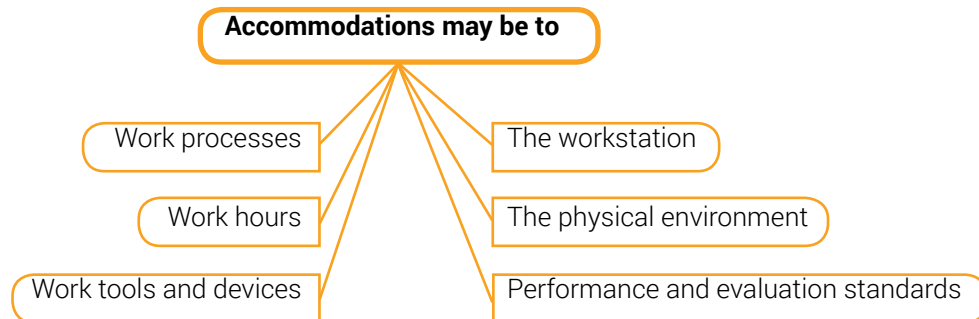 Accommodations may be to
Work processes
The workstation
Work hours
The physical environment
Work tools and devices
Performance and evaluation standards